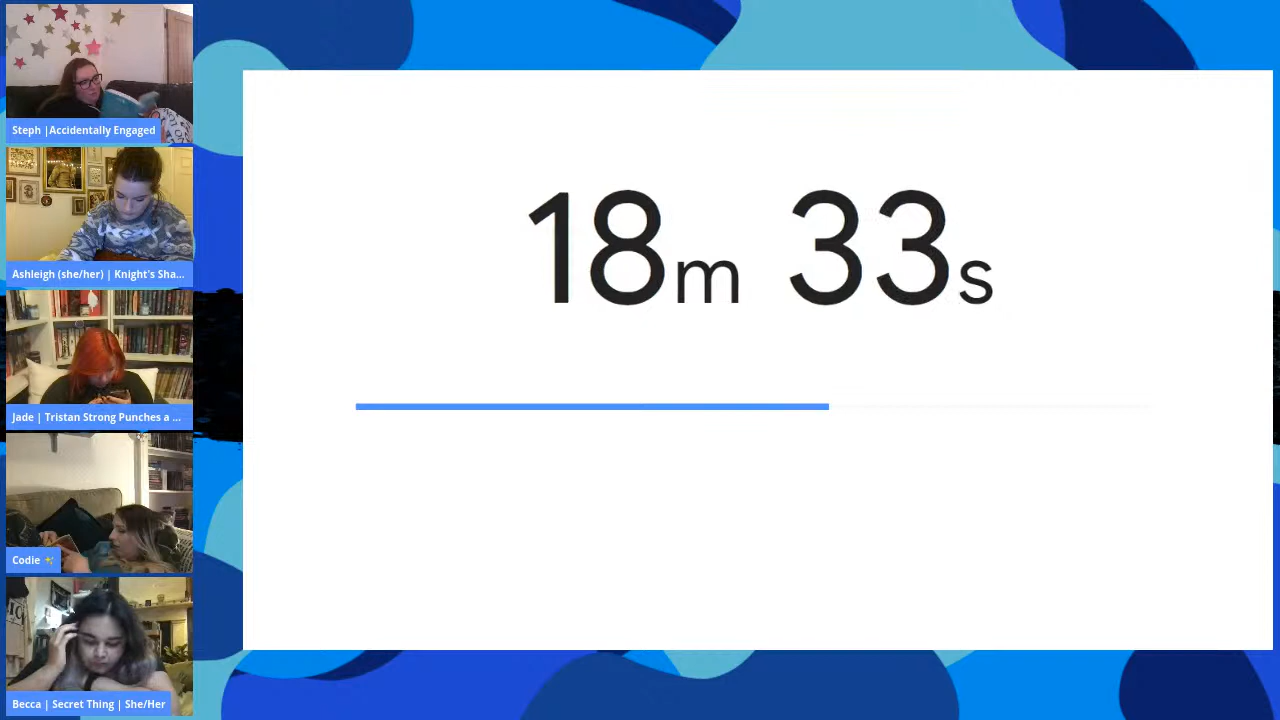 Steph |Accidentally Engaged
Ashleigh (she/her) | Knight's Sha...
Jade | Tristan Strong Punches a ...
Codie ✨
Becca | Secret Thing | She/Her
18m 33s